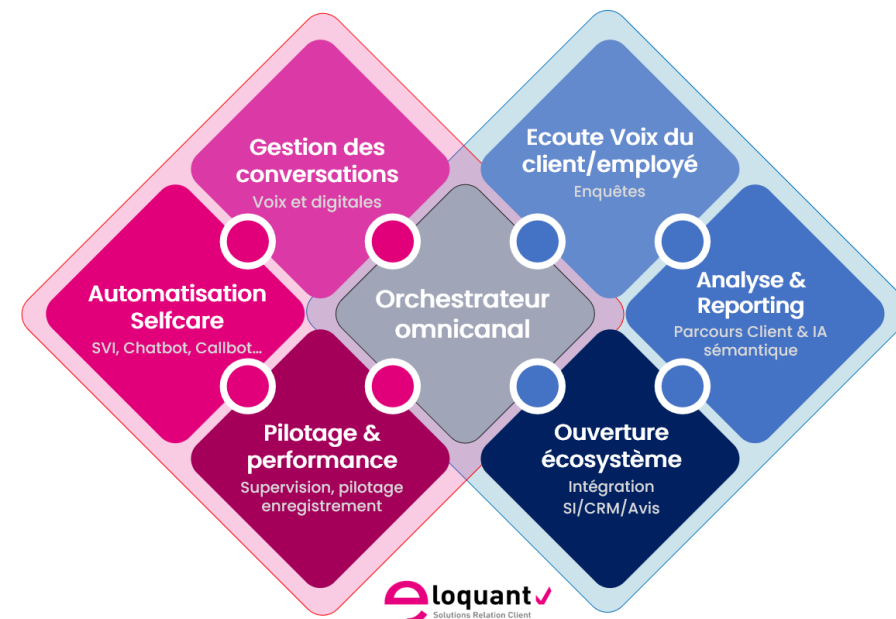 Gestion des
conversations
Voix et digitales
Ecoute Voix du
client/employé
Enquêtes
Automatisation
Selfcare
SVI, Chatbot, Callbot...
Orchestrateur
omnicanal
Analyse &
Reporting
Parcours Client & IA
sémantique
Pilotage &
performance
Supervision, pilotage
enregistrement
Ouverture
écosystème
Intégration
SI/CRM/Avis
eloquant
Solutions Relation Client